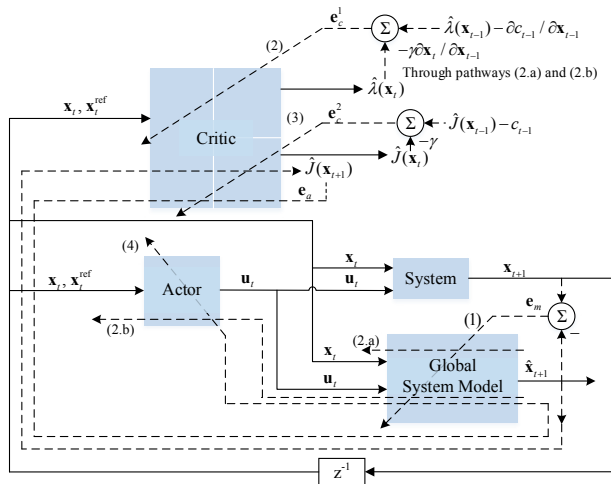 e_c^1
Σ
λ̂(x_{t−1})−∂c_{t−1}/∂x_{t−1}
(2)
−γ∂x_t/∂x_{t−1}
Through pathways (2.a) and (2.b)
λ̂(x_t)
x_t, x_t^{ref}
(3)
e_c^2
Critic
Σ
Ĵ(x_{t−1})−c_{t−1}
−γ
Ĵ(x_t)
Ĵ(x_{t+1})
e_a
(4)
x_t
x_{t+1}
x_t, x_t^{ref}
Actor
u_t
u_t
System
e_m
(1)
Σ
−
(2.b)
(2.a)
x_t
Global
System Model
x̂_{t+1}
u_t
z^{-1}